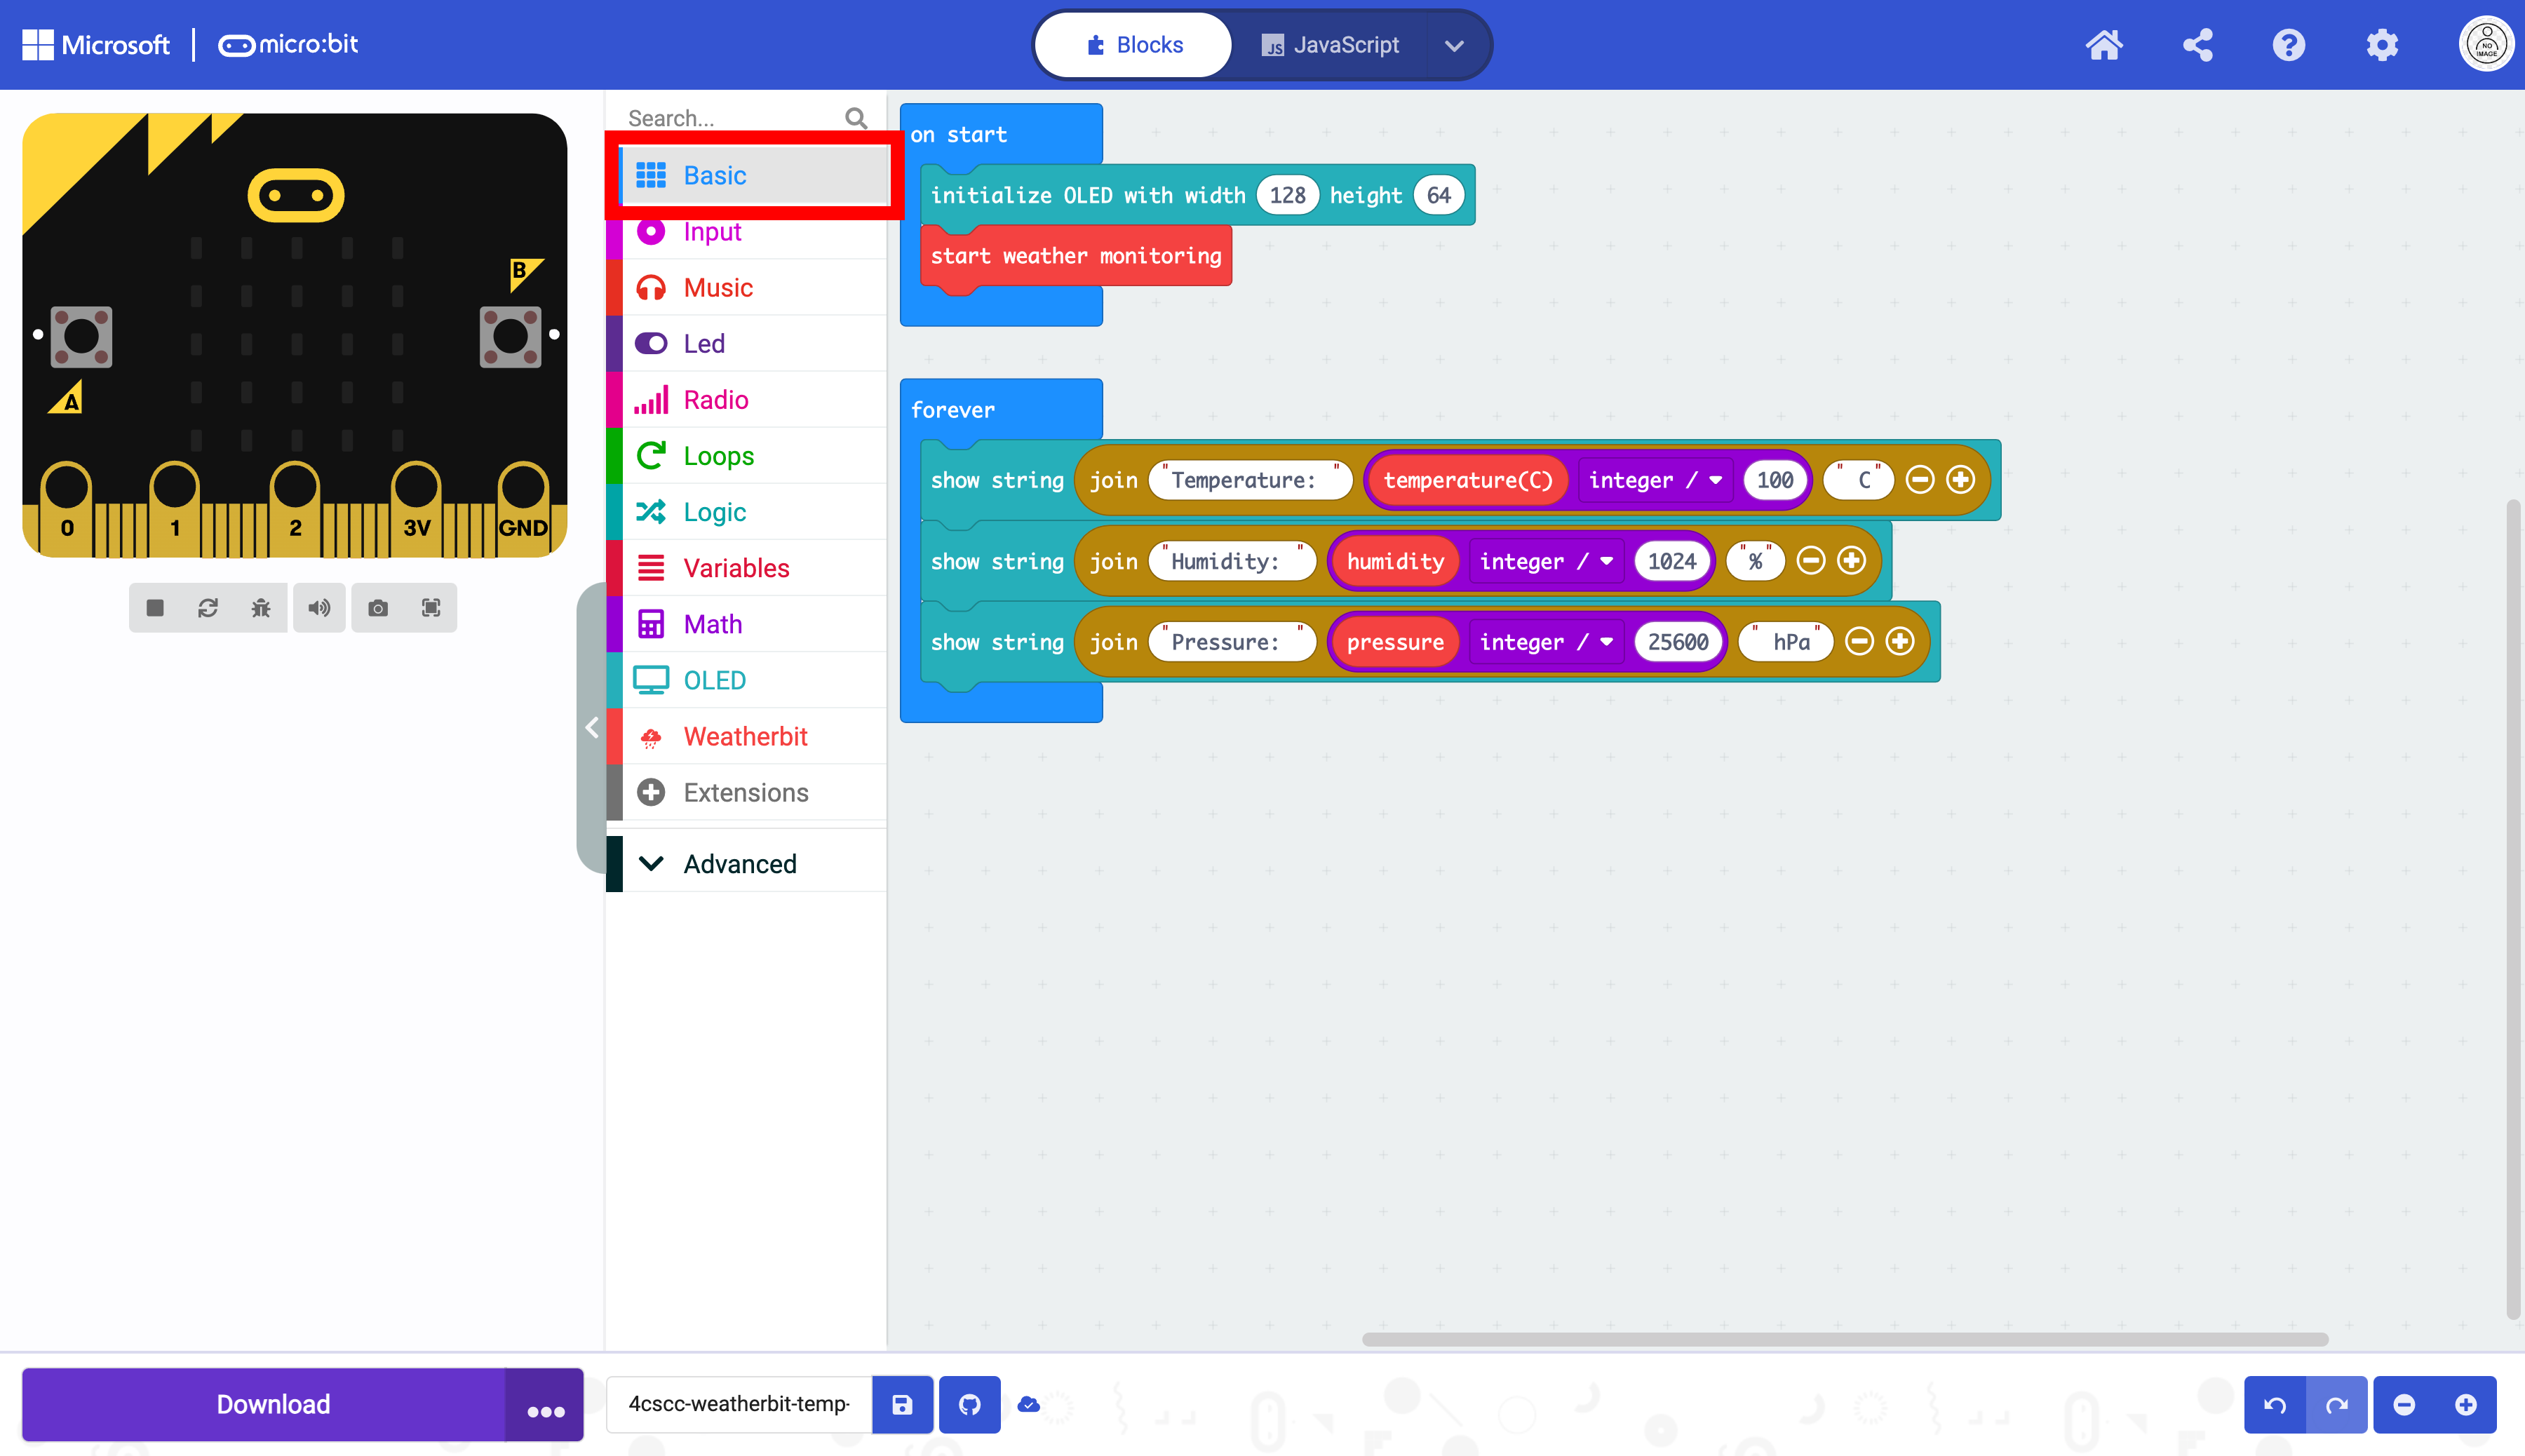 Microsoft | micro:bit
Blocks
JavaScript
NO
IMAGE
Search...
Basic
Input
Music
Led
Radio
Loops
Logic
Variables
Math
OLED
Weatherbit
Extensions
Advanced
B
A
0 1 2 3V GND
on start
initialize OLED with width 128 height 64
start weather monitoring
forever
show string join "Temperature: " temperature(C) integer / 100 " C"
show string join "Humidity: " humidity integer / 1024 "%"
show string join "Pressure: " pressure integer / 25600 " hPa"
Download
4cscc-weatherbit-temp-